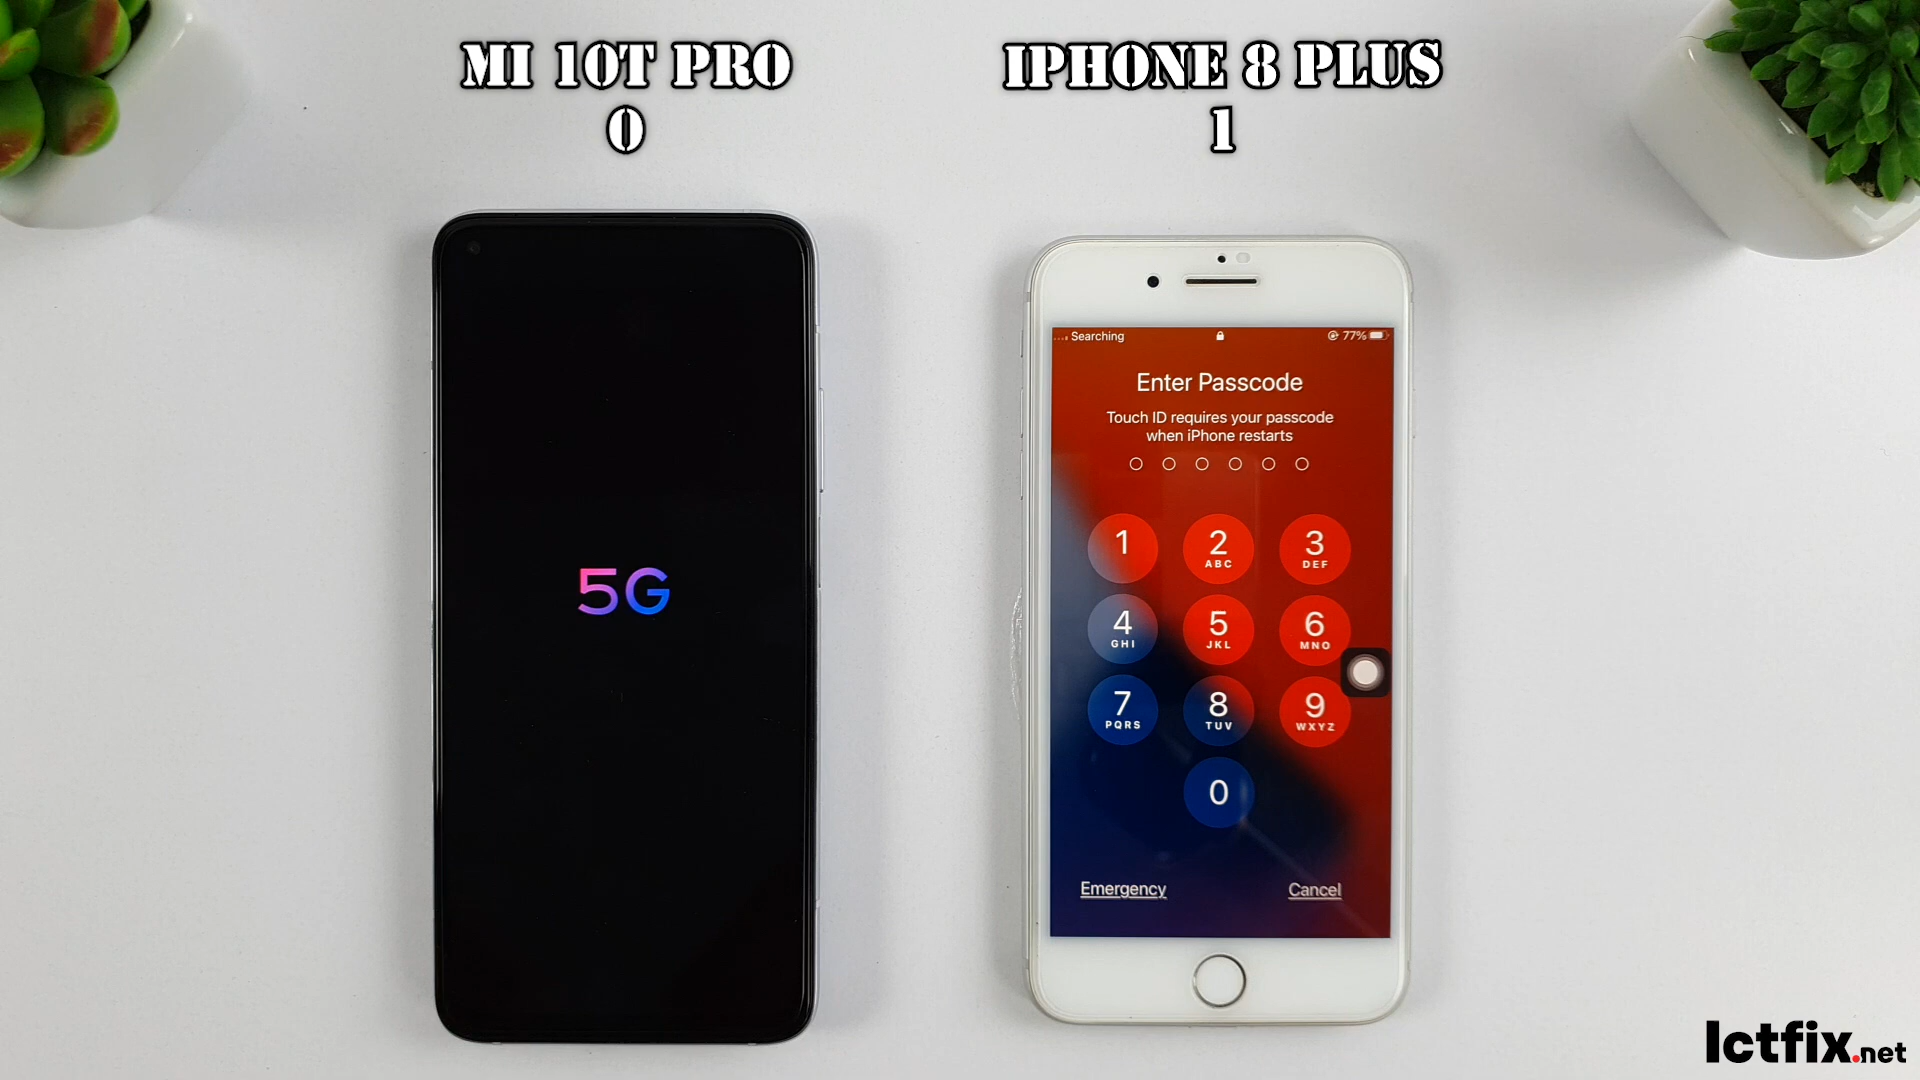 MI 10T PRO
0
IPHONE 8 PLUS
1
5G
Searching
77%
Enter Passcode
Touch ID requires your passcode
when iPhone restarts
1
2
ABC
3
DEF
4
GHI
5
JKL
6
MNO
7
PQRS
8
TUV
9
WXYZ
0
Emergency
Cancel
Ictfix.net